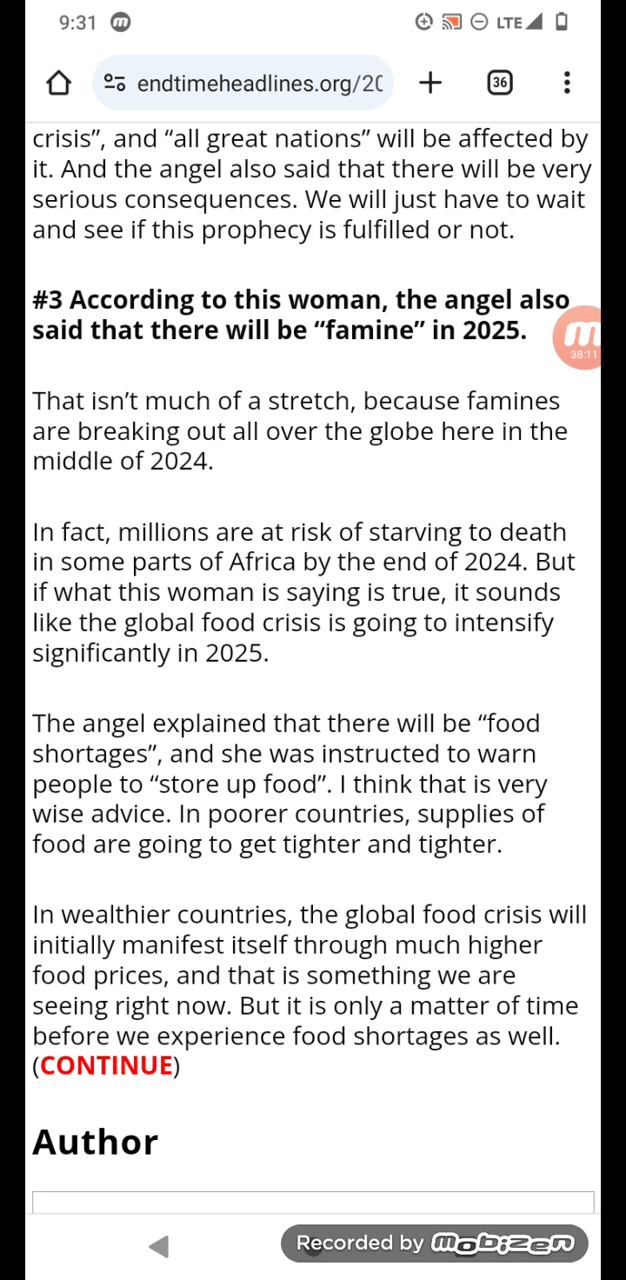 9:31
LTE
endtimeheadlines.org/20
36
crisis”, and “all great nations” will be affected by
it. And the angel also said that there will be very
serious consequences. We will just have to wait
and see if this prophecy is fulfilled or not.
#3 According to this woman, the angel also
said that there will be “famine” in 2025.
38:11
That isn’t much of a stretch, because famines
are breaking out all over the globe here in the
middle of 2024.
In fact, millions are at risk of starving to death
in some parts of Africa by the end of 2024. But
if what this woman is saying is true, it sounds
like the global food crisis is going to intensify
significantly in 2025.
The angel explained that there will be “food
shortages”, and she was instructed to warn
people to “store up food”. I think that is very
wise advice. In poorer countries, supplies of
food are going to get tighter and tighter.
In wealthier countries, the global food crisis will
initially manifest itself through much higher
food prices, and that is something we are
seeing right now. But it is only a matter of time
before we experience food shortages as well.
(CONTINUE)
Author
Recorded by mobizen